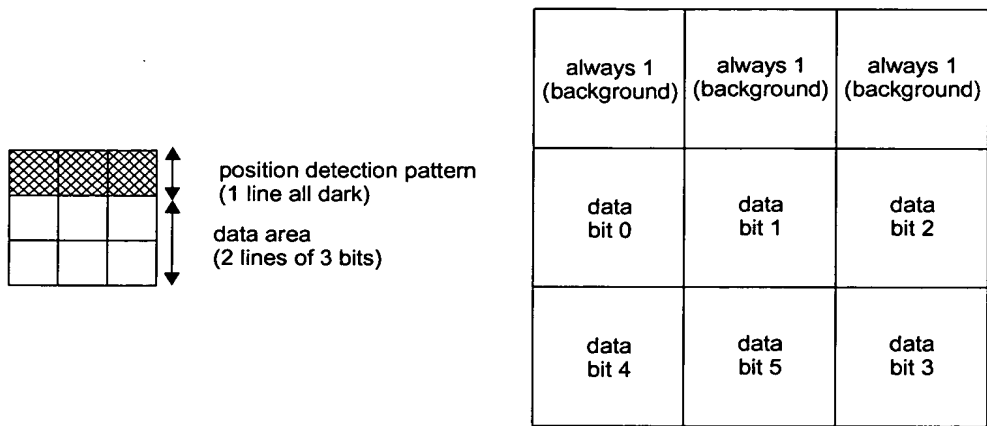 position detection pattern
(1 line all dark)
data area
(2 lines of 3 bits)
always 1
(background)
always 1
(background)
always 1
(background)
data
bit 0
data
bit 1
data
bit 2
data
bit 4
data
bit 5
data
bit 3